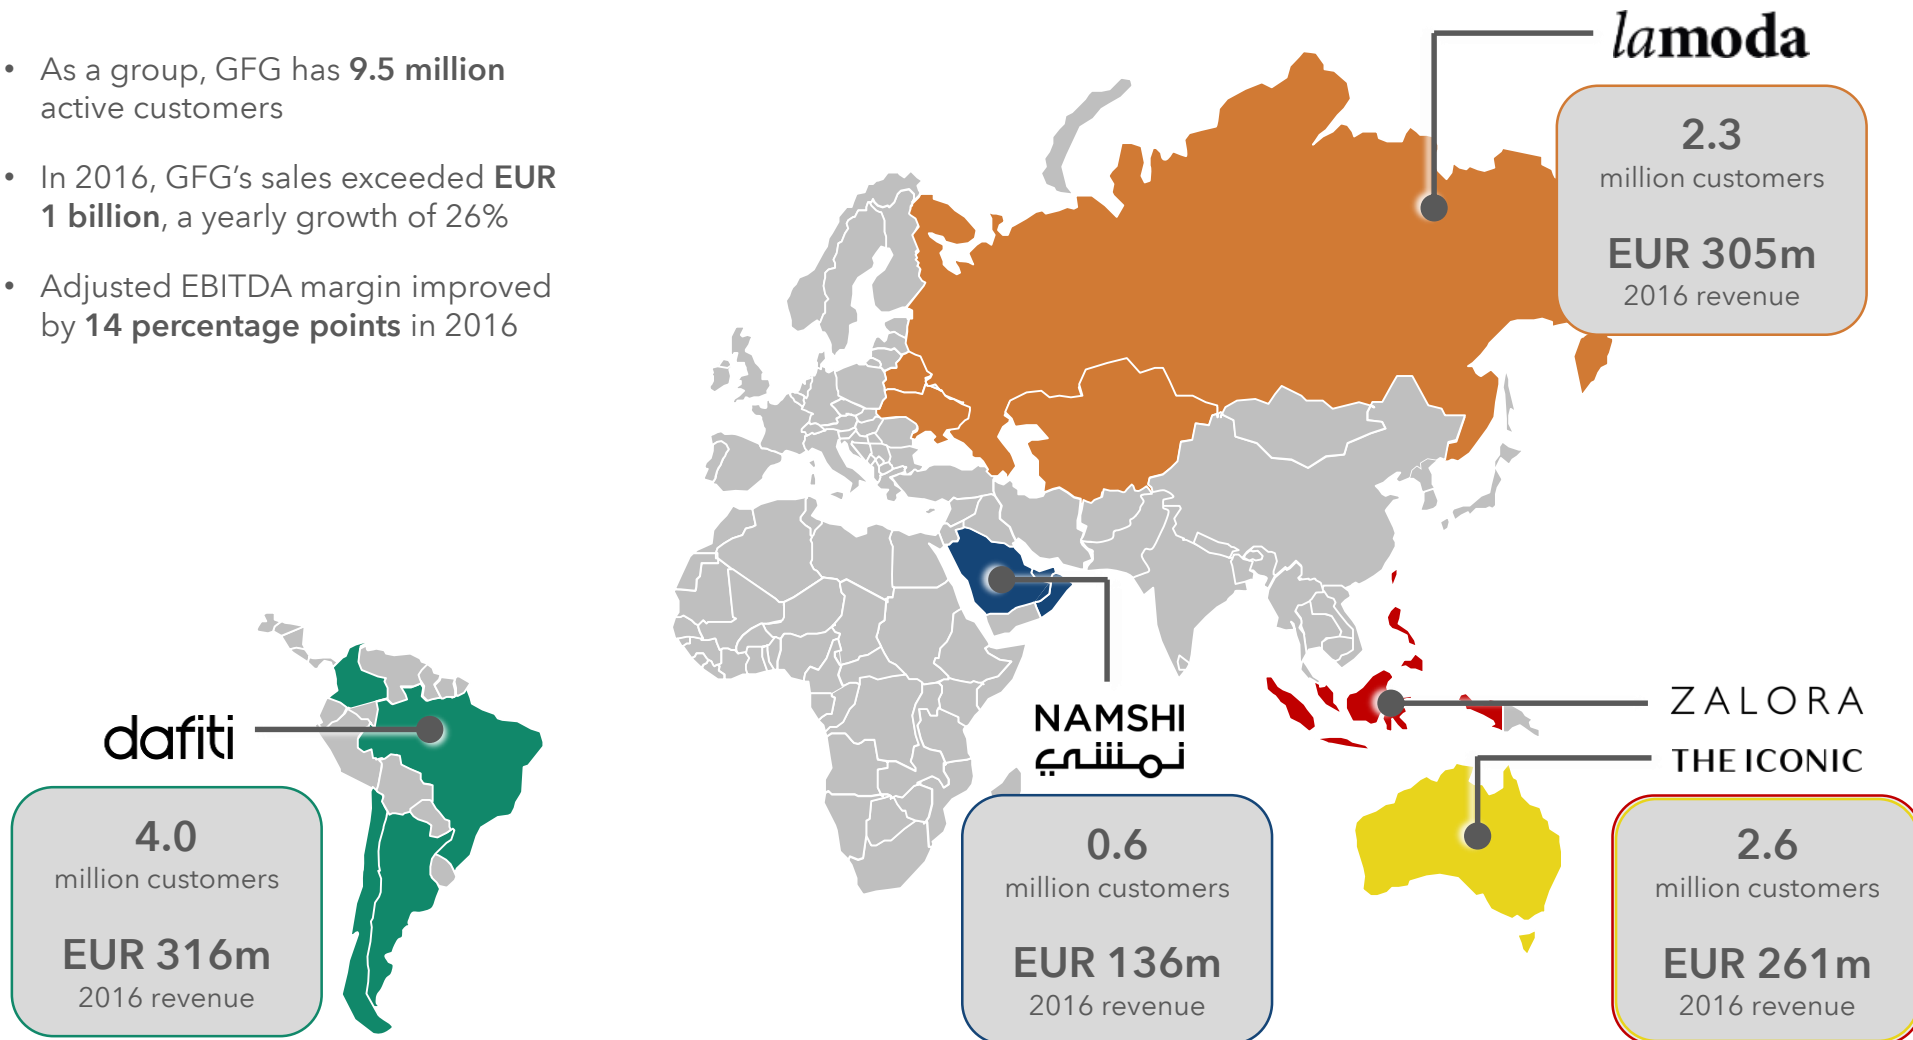 • As a group, GFG has 9.5 million
active customers
• In 2016, GFG's sales exceeded EUR
1 billion, a yearly growth of 26%
• Adjusted EBITDA margin improved
by 14 percentage points in 2016
lamoda
2.3
million customers
EUR 305m
2016 revenue
dafiti
4.0
million customers
EUR 316m
2016 revenue
NAMSHI
نمشي
0.6
million customers
EUR 136m
2016 revenue
ZALORA
THE ICONIC
2.6
million customers
EUR 261m
2016 revenue